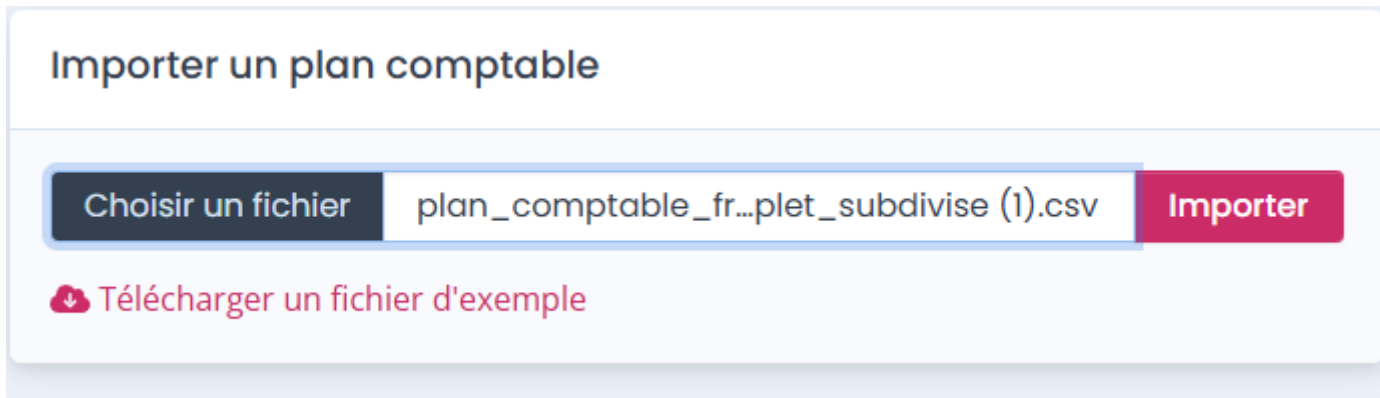 Importer un plan comptable
Choisir un fichier plan_comptable_fr...plet_subdivise (1).csv Importer
Télécharger un fichier d'exemple